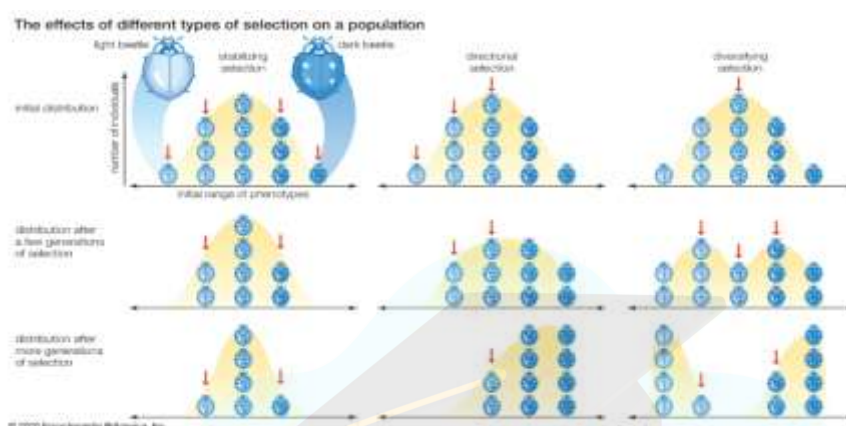 The effects of different types of selection on a population
light beetle
dark beetle
stabilizing
selection
directional
selection
diversifying
selection
initial distribution
number of individuals
initial range of phenotypes
distribution after
a few generations
of selection
distribution after
more generations
of selection